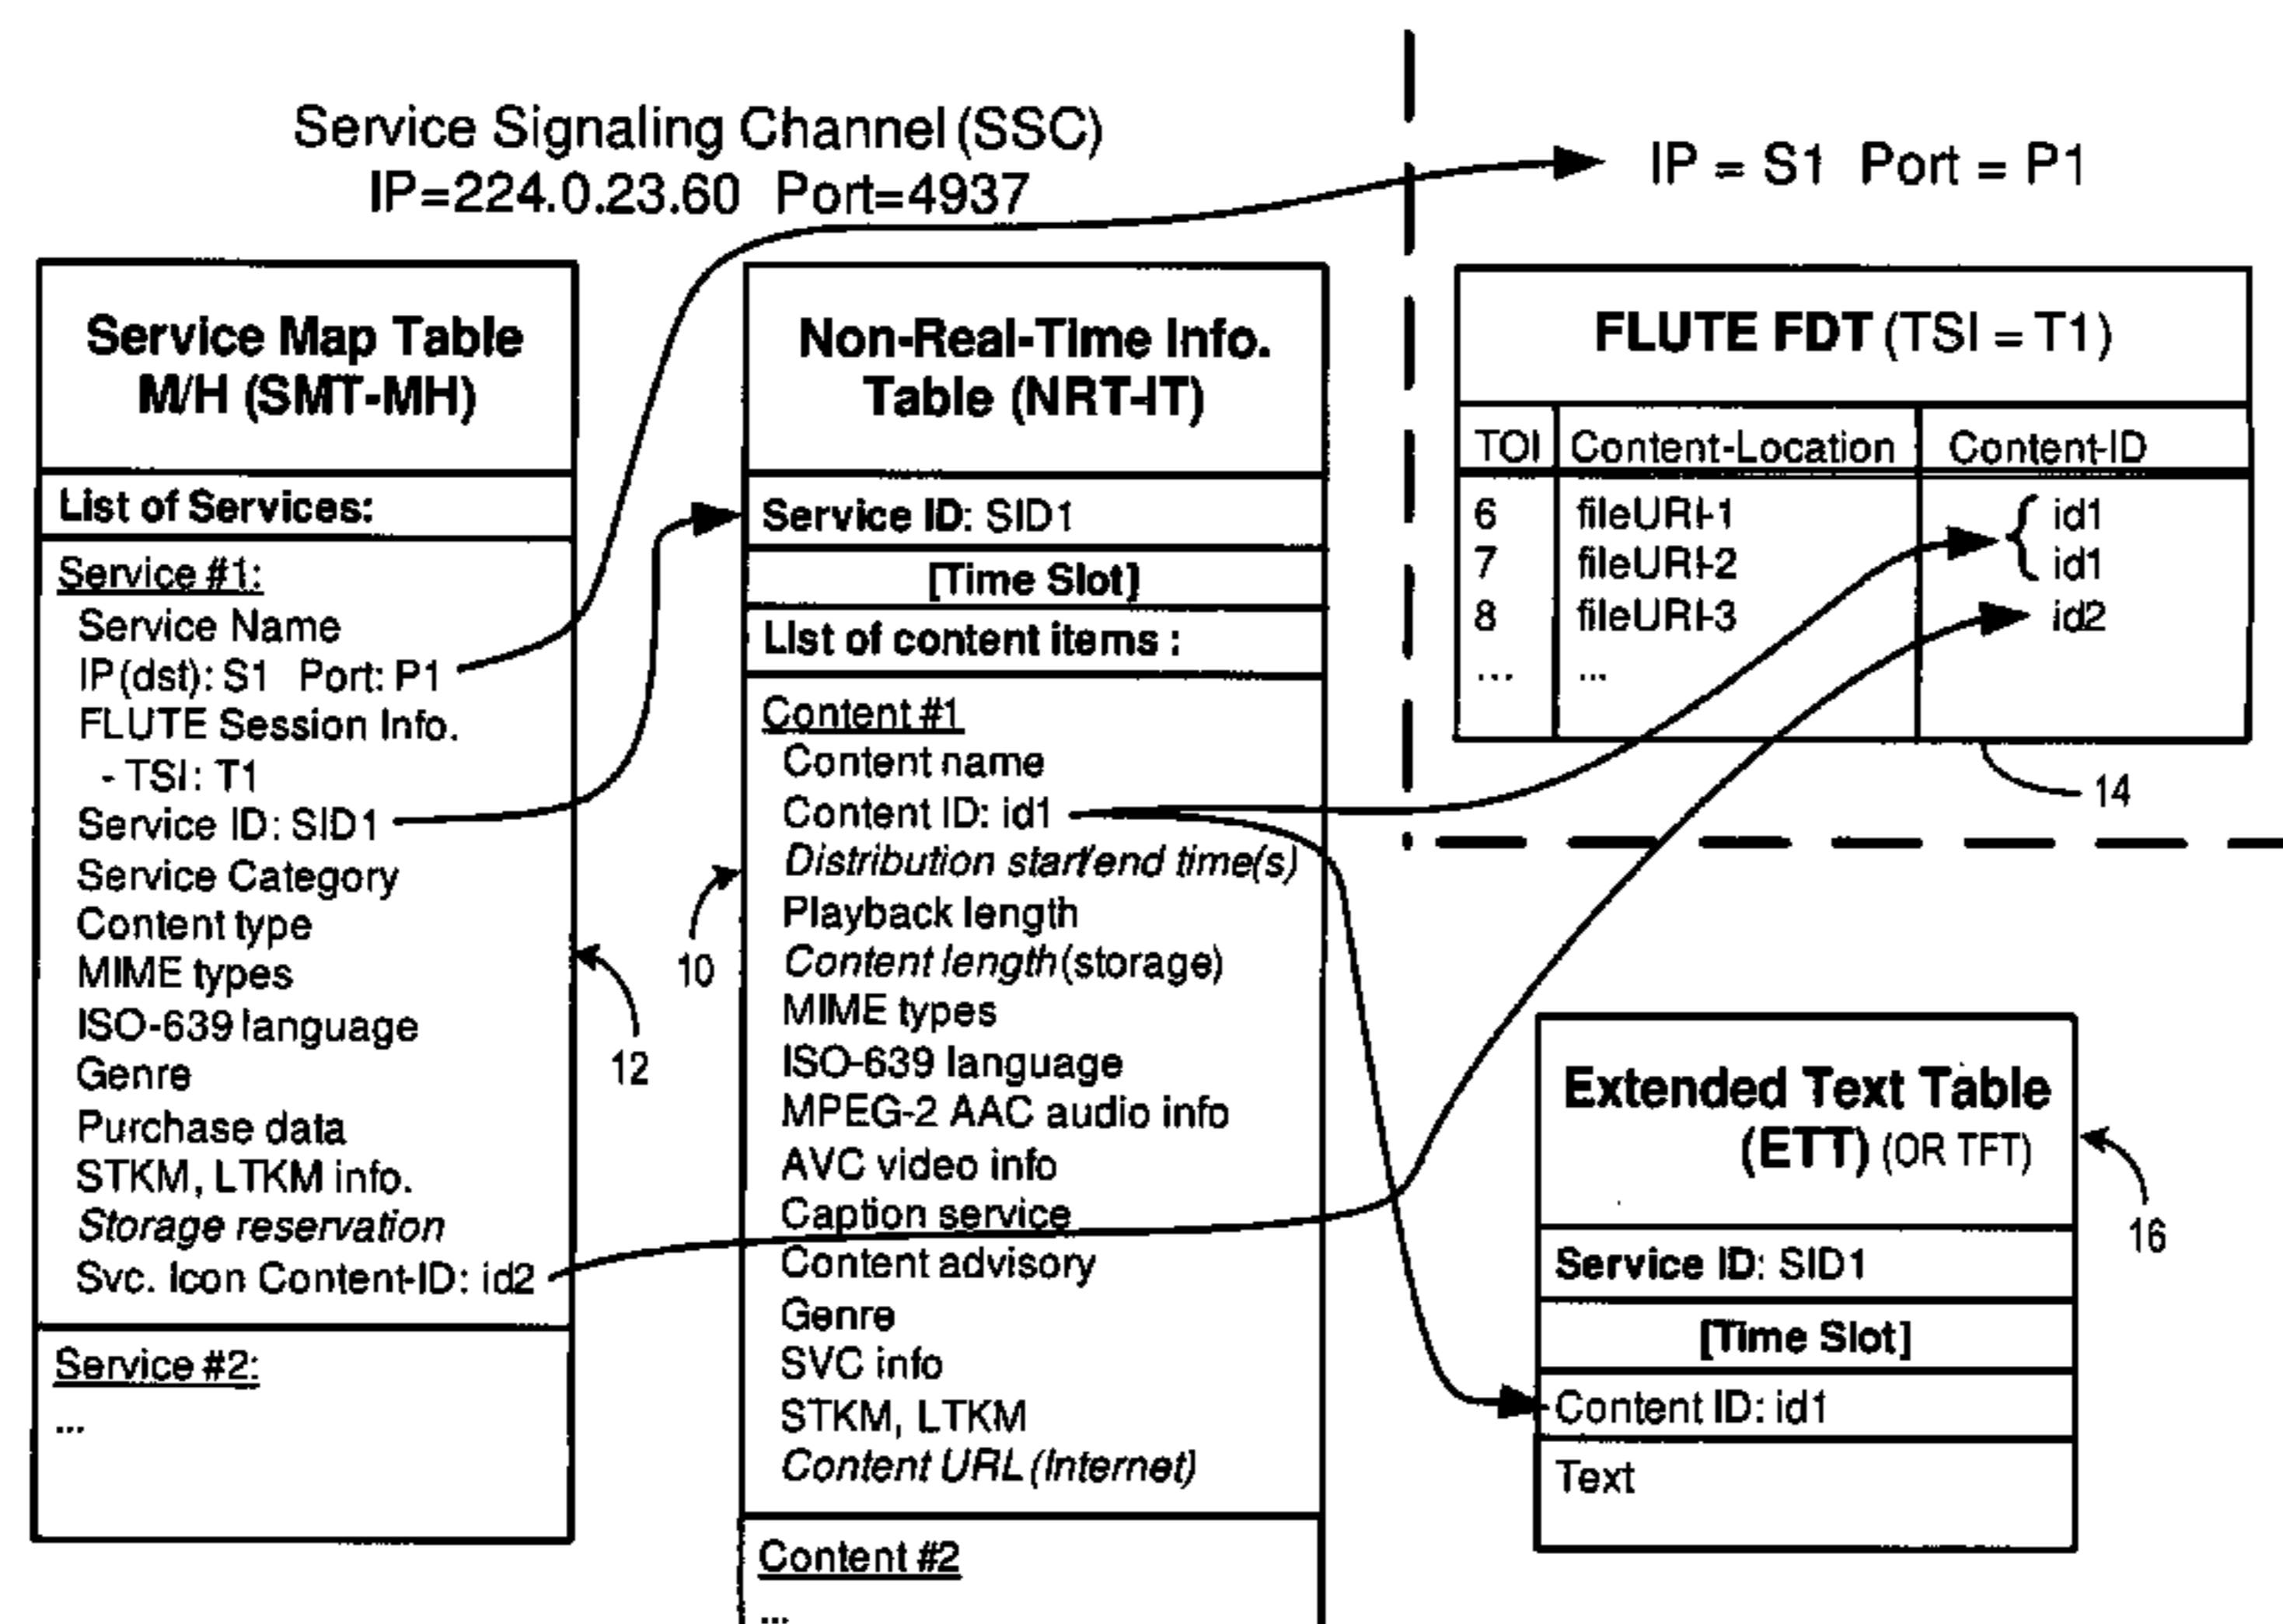 Service Signaling Channel (SSC)
IP=224.0.23.60 Port=4937
IP = S1 Port = P1
Service Map Table
M/H (SMT-MH)
List of Services:
Service #1:
Service Name
IP(dst): S1 Port: P1
FLUTE Session Info.
- TSI: T1
Service ID: SID1
Service Category
Content type
MIME types
ISO-639 language
Genre
Purchase data
STKM, LTKM info.
Storage reservation
Svc. Icon Content-ID: id2
Service #2:
...
12
Non-Real-Time Info.
Table (NRT-IT)
Service ID: SID1
[Time Slot]
List of content items :
Content #1
Content name
Content ID: id1
Distribution start/end time(s)
Playback length
Content length (storage)
MIME types
ISO-639 language
MPEG-2 AAC audio info
AVC video info
Caption service
Content advisory
Genre
SVC info
STKM, LTKM
Content URL (Internet)
Content #2
...
10
FLUTE FDT (TSI = T1)
TOI Content-Location Content-ID
6 fileURI-1 { id1
7 fileURI-2 { id1
8 fileURI-3 id2
... ...
14
Extended Text Table
(ETT) (OR TFT)
Service ID: SID1
[Time Slot]
Content ID: id1
Text
16